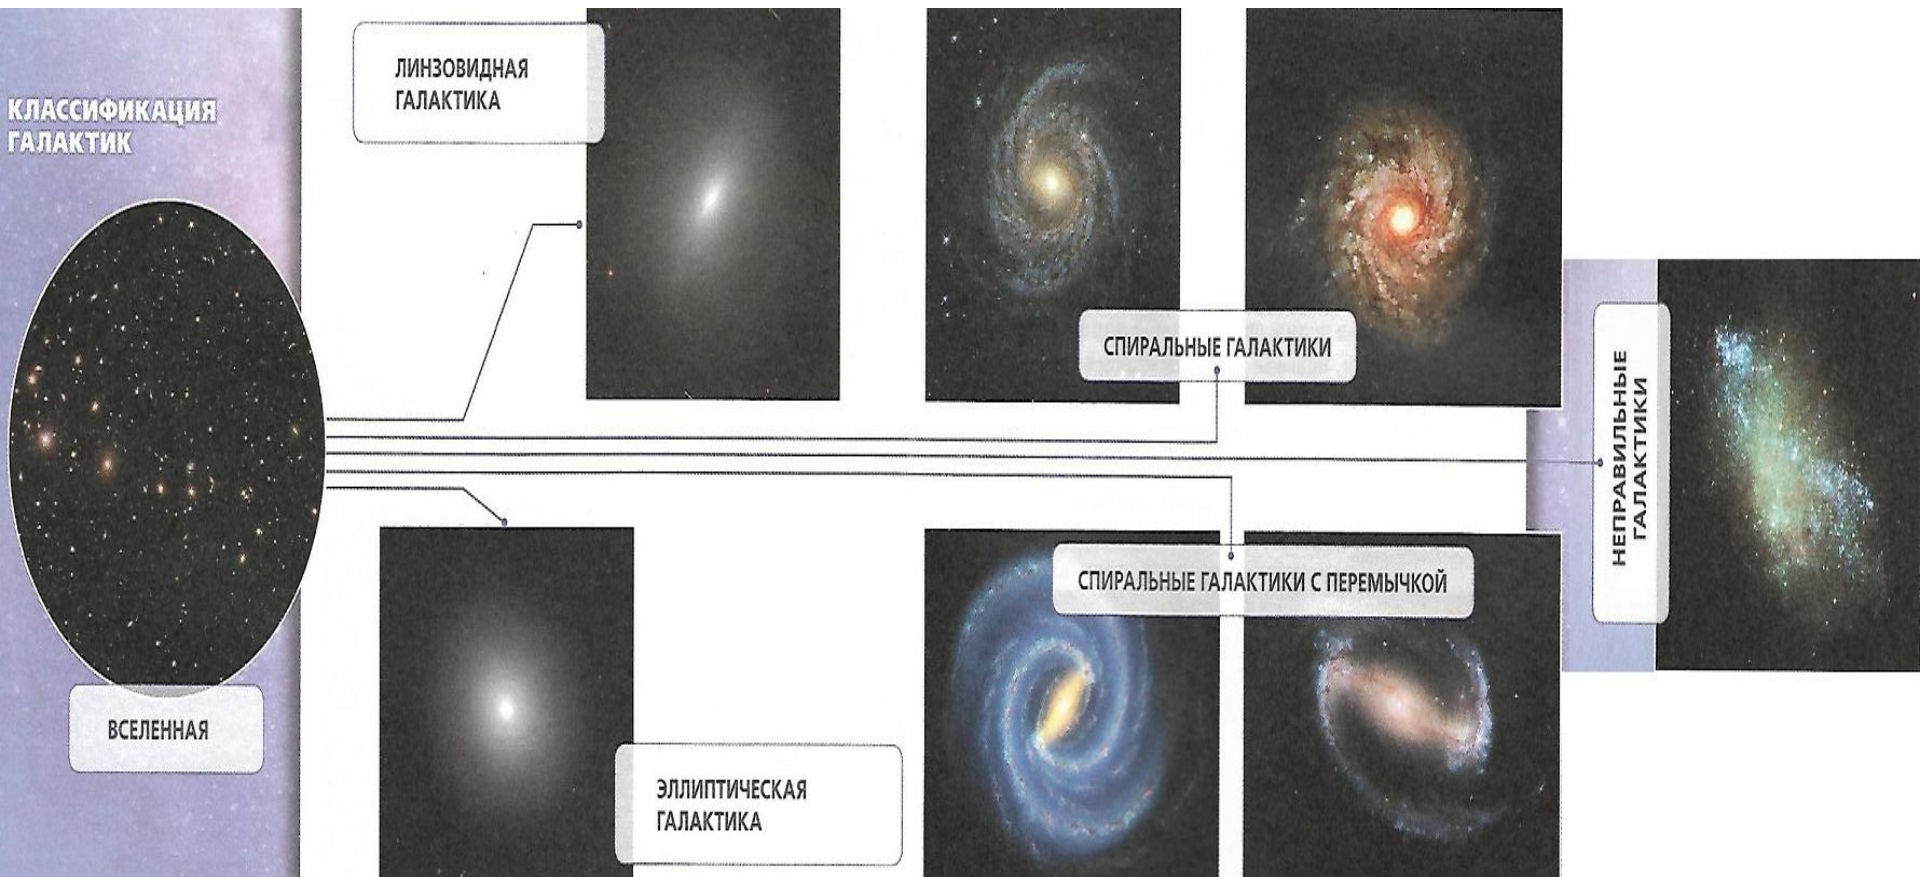 КЛАССИФИКАЦИЯ
ГАЛАКТИК
ВСЕЛЕННАЯ
ЛИНЗОВИДНАЯ
ГАЛАКТИКА
СПИРАЛЬНЫЕ ГАЛАКТИКИ
НЕПРАВИЛЬНЫЕ
ГАЛАКТИКИ
СПИРАЛЬНЫЕ ГАЛАКТИКИ С ПЕРЕМЫЧКОЙ
ЭЛЛИПТИЧЕСКАЯ
ГАЛАКТИКА